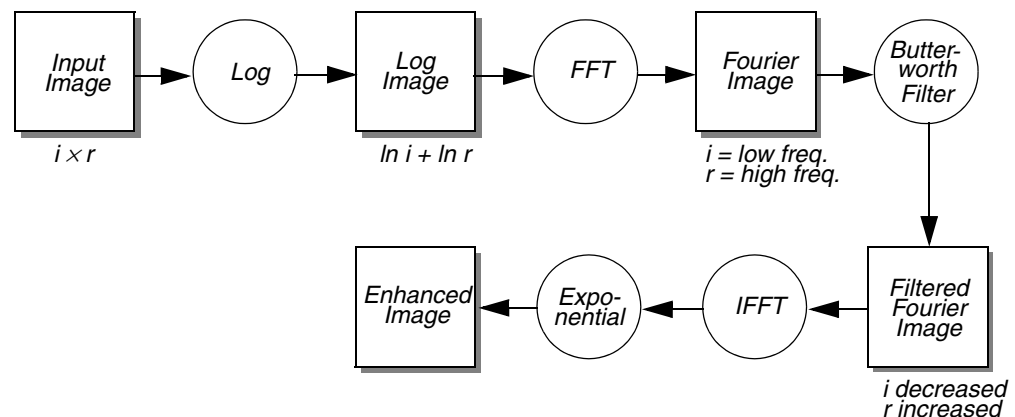 Input
Image
Log
Log
Image
FFT
Fourier
Image
Butter-
worth
Filter
i × r
ln i + ln r
i = low freq.
r = high freq.
Enhanced
Image
Expo-
nential
IFFT
Filtered
Fourier
Image
i decreased
r increased